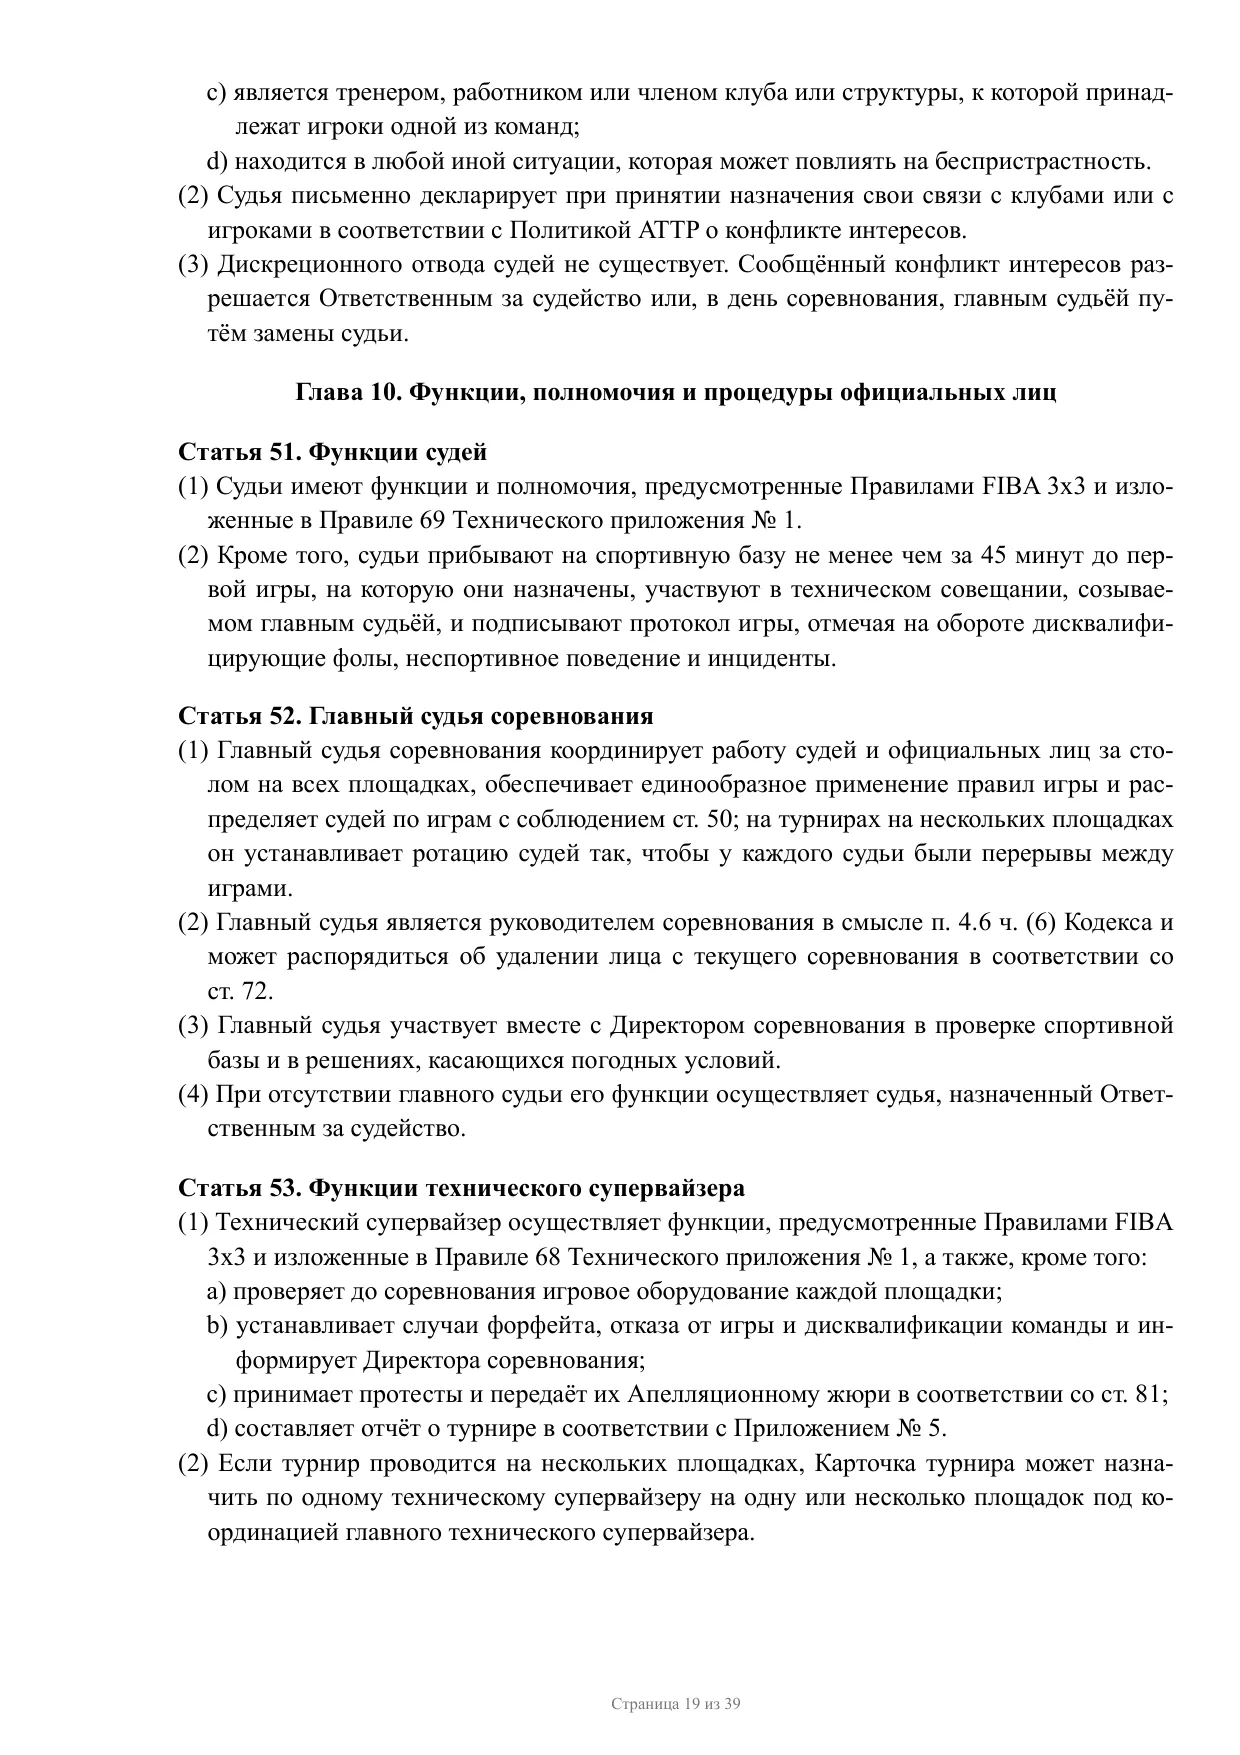 c) является тренером, работником или членом клуба или структуры, к которой принад-
лежат игроки одной из команд;
d) находится в любой иной ситуации, которая может повлиять на беспристрастность.
(2) Судья письменно декларирует при принятии назначения свои связи с клубами или с
игроками в соответствии с Политикой АТТР о конфликте интересов.
(3) Дискреционного отвода судей не существует. Сообщённый конфликт интересов раз-
решается Ответственным за судейство или, в день соревнования, главным судьёй пу-
тём замены судьи.
Глава 10. Функции, полномочия и процедуры официальных лиц
Статья 51. Функции судей
(1) Судьи имеют функции и полномочия, предусмотренные Правилами FIBA 3x3 и изло-
женные в Правиле 69 Технического приложения № 1.
(2) Кроме того, судьи прибывают на спортивную базу не менее чем за 45 минут до пер-
вой игры, на которую они назначены, участвуют в техническом совещании, созывае-
мом главным судьёй, и подписывают протокол игры, отмечая на обороте дисквалифи-
цирующие фолы, неспортивное поведение и инциденты.
Статья 52. Главный судья соревнования
(1) Главный судья соревнования координирует работу судей и официальных лиц за сто-
лом на всех площадках, обеспечивает единообразное применение правил игры и рас-
пределяет судей по играм с соблюдением ст. 50; на турнирах на нескольких площадках
он устанавливает ротацию судей так, чтобы у каждого судьи были перерывы между
играми.
(2) Главный судья является руководителем соревнования в смысле п. 4.6 ч. (6) Кодекса и
может распорядиться об удалении лица с текущего соревнования в соответствии со
ст. 72.
(3) Главный судья участвует вместе с Директором соревнования в проверке спортивной
базы и в решениях, касающихся погодных условий.
(4) При отсутствии главного судьи его функции осуществляет судья, назначенный Ответ-
ственным за судейство.
Статья 53. Функции технического супервайзера
(1) Технический супервайзер осуществляет функции, предусмотренные Правилами FIBA
3x3 и изложенные в Правиле 68 Технического приложения № 1, а также, кроме того:
a) проверяет до соревнования игровое оборудование каждой площадки;
b) устанавливает случаи форфейта, отказа от игры и дисквалификации команды и ин-
формирует Директора соревнования;
c) принимает протесты и передаёт их Апелляционному жюри в соответствии со ст. 81;
d) составляет отчёт о турнире в соответствии с Приложением № 5.
(2) Если турнир проводится на нескольких площадках, Карточка турнира может назна-
чить по одному техническому супервайзеру на одну или несколько площадок под ко-
ординацией главного технического супервайзера.
Страница 19 из 39